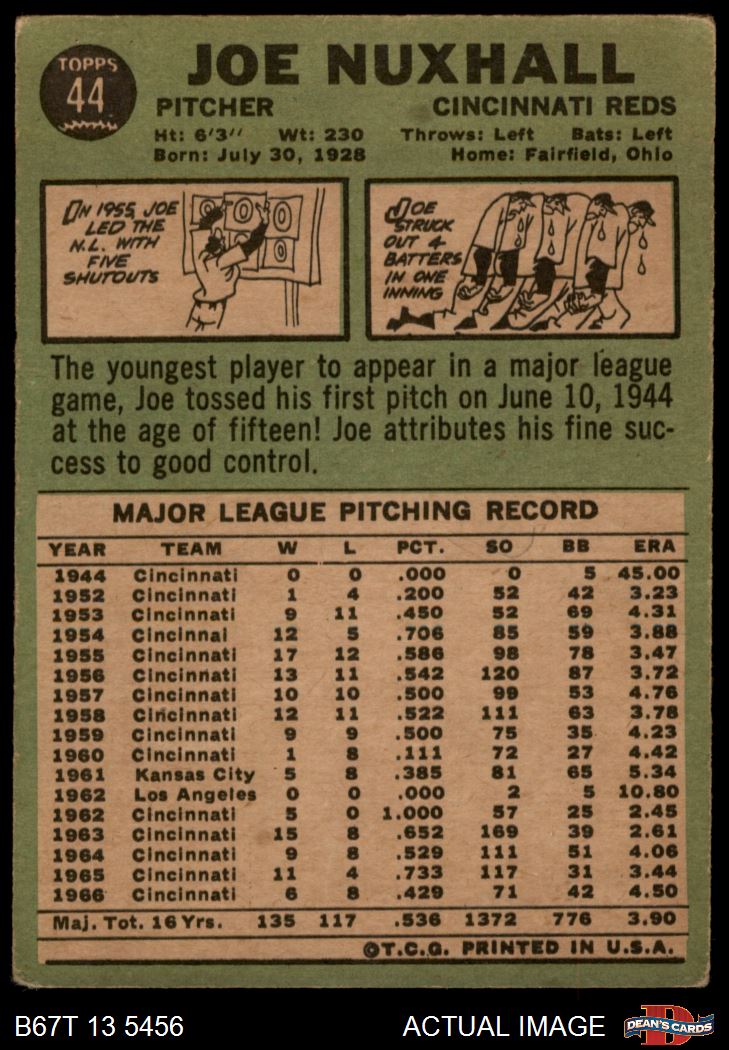 TOPPS
44
JOE NUXHALL
PITCHER CINCINNATI REDS
Ht: 6'3" Wt: 230 Throws: Left Bats: Left
Born: July 30, 1928 Home: Fairfield, Ohio
IN 1955, JOE
LED THE
N.L. WITH
FIVE
SHUTOUTS
0 0
0
JOE
STRUCK
OUT 4
BATTERS
IN ONE
INNING
The youngest player to appear in a major league
game, Joe tossed his first pitch on June 10, 1944
at the age of fifteen! Joe attributes his fine suc-
cess to good control.
MAJOR LEAGUE PITCHING RECORD
YEAR TEAM W L PCT. SO BB ERA
1944 Cincinnati 0 0 .000 0 5 45.00
1952 Cincinnati 1 4 .200 52 42 3.23
1953 Cincinnati 9 11 .450 52 69 4.31
1954 Cincinnai 12 5 .706 85 59 3.88
1955 Cincinnati 17 12 .586 98 78 3.47
1956 Cincinnati 13 11 .542 120 87 3.72
1957 Cincinnati 10 10 .500 99 53 4.76
1958 Cincinnati 12 11 .522 111 63 3.78
1959 Cincinnati 9 9 .500 75 35 4.23
1960 Cincinnati 1 8 .111 72 27 4.42
1961 Kansas City 5 8 .385 81 65 5.34
1962 Los Angeles 0 0 .000 2 5 10.80
1962 Cincinnati 5 0 1.000 57 25 2.45
1963 Cincinnati 15 8 .652 169 39 2.61
1964 Cincinnati 9 8 .529 111 51 4.06
1965 Cincinnati 11 4 .733 117 31 3.44
1966 Cincinnati 6 8 .429 71 42 4.50
Maj. Tot. 16 Yrs. 135 117 .536 1372 776 3.90
©T.C.G. PRINTED IN U.S.A.
B67T 13 5456 ACTUAL IMAGE D DEAN'S CARDS